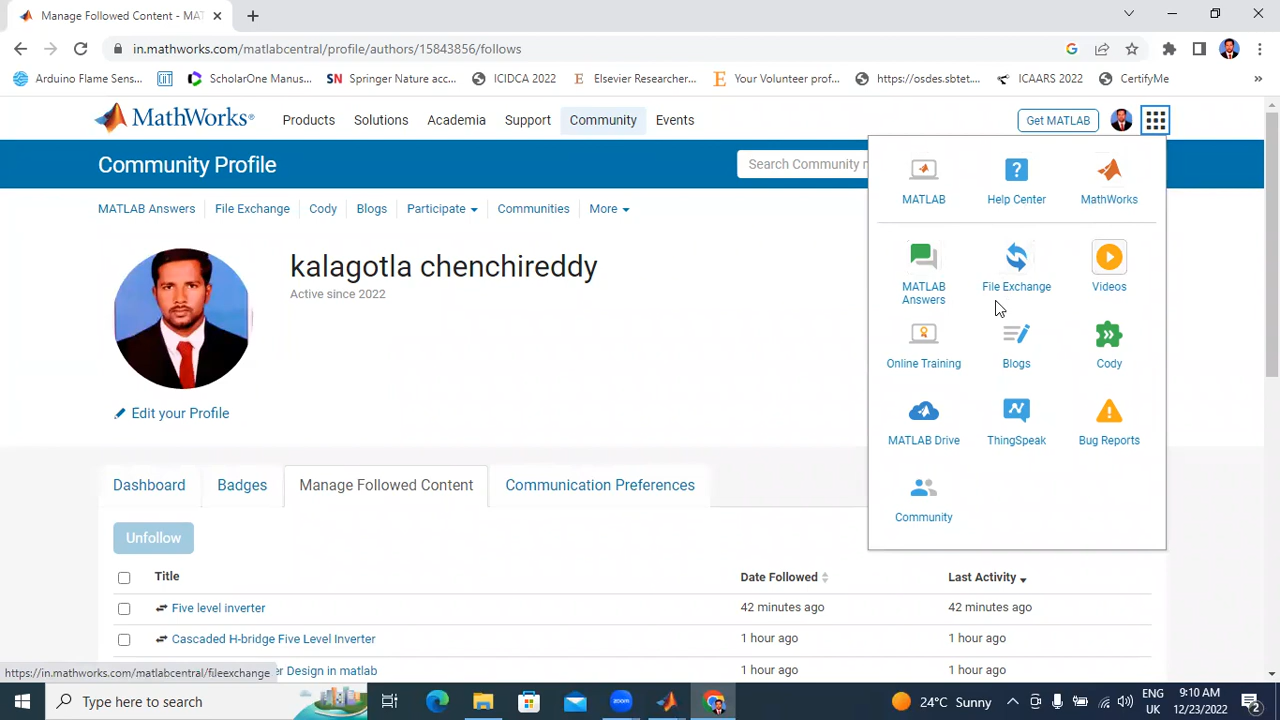 Manage Followed Content - MAT
in.mathworks.com/matlabcentral/profile/authors/15843856/follows
Arduino Flame Sens... ScholarOne Manus... SN Springer Nature acc... ICIDCA 2022 E Elsevier Researcher... E Your Volunteer prof... https://osdes.sbtet.... ICAARS 2022 CertifyMe »
MathWorks® Products Solutions Academia Support Community Events Get MATLAB
Community Profile
Search Community
MATLAB Answers File Exchange Cody Blogs Participate Communities More
kalagotla chenchireddy
Active since 2022
Edit your Profile
MATLAB Help Center MathWorks
MATLAB Answers File Exchange Videos
Online Training Blogs Cody
MATLAB Drive ThingSpeak Bug Reports
Community
Dashboard Badges Manage Followed Content Communication Preferences
Unfollow
Title Date Followed Last Activity
Five level inverter 42 minutes ago 42 minutes ago
Cascaded H-bridge Five Level Inverter 1 hour ago 1 hour ago
er Design in matlab 1 hour ago 1 hour ago
https://in.mathworks.com/matlabcentral/fileexchange
Type here to search
zoom
24°C Sunny
ENG
UK
9:10 AM
12/23/2022
2